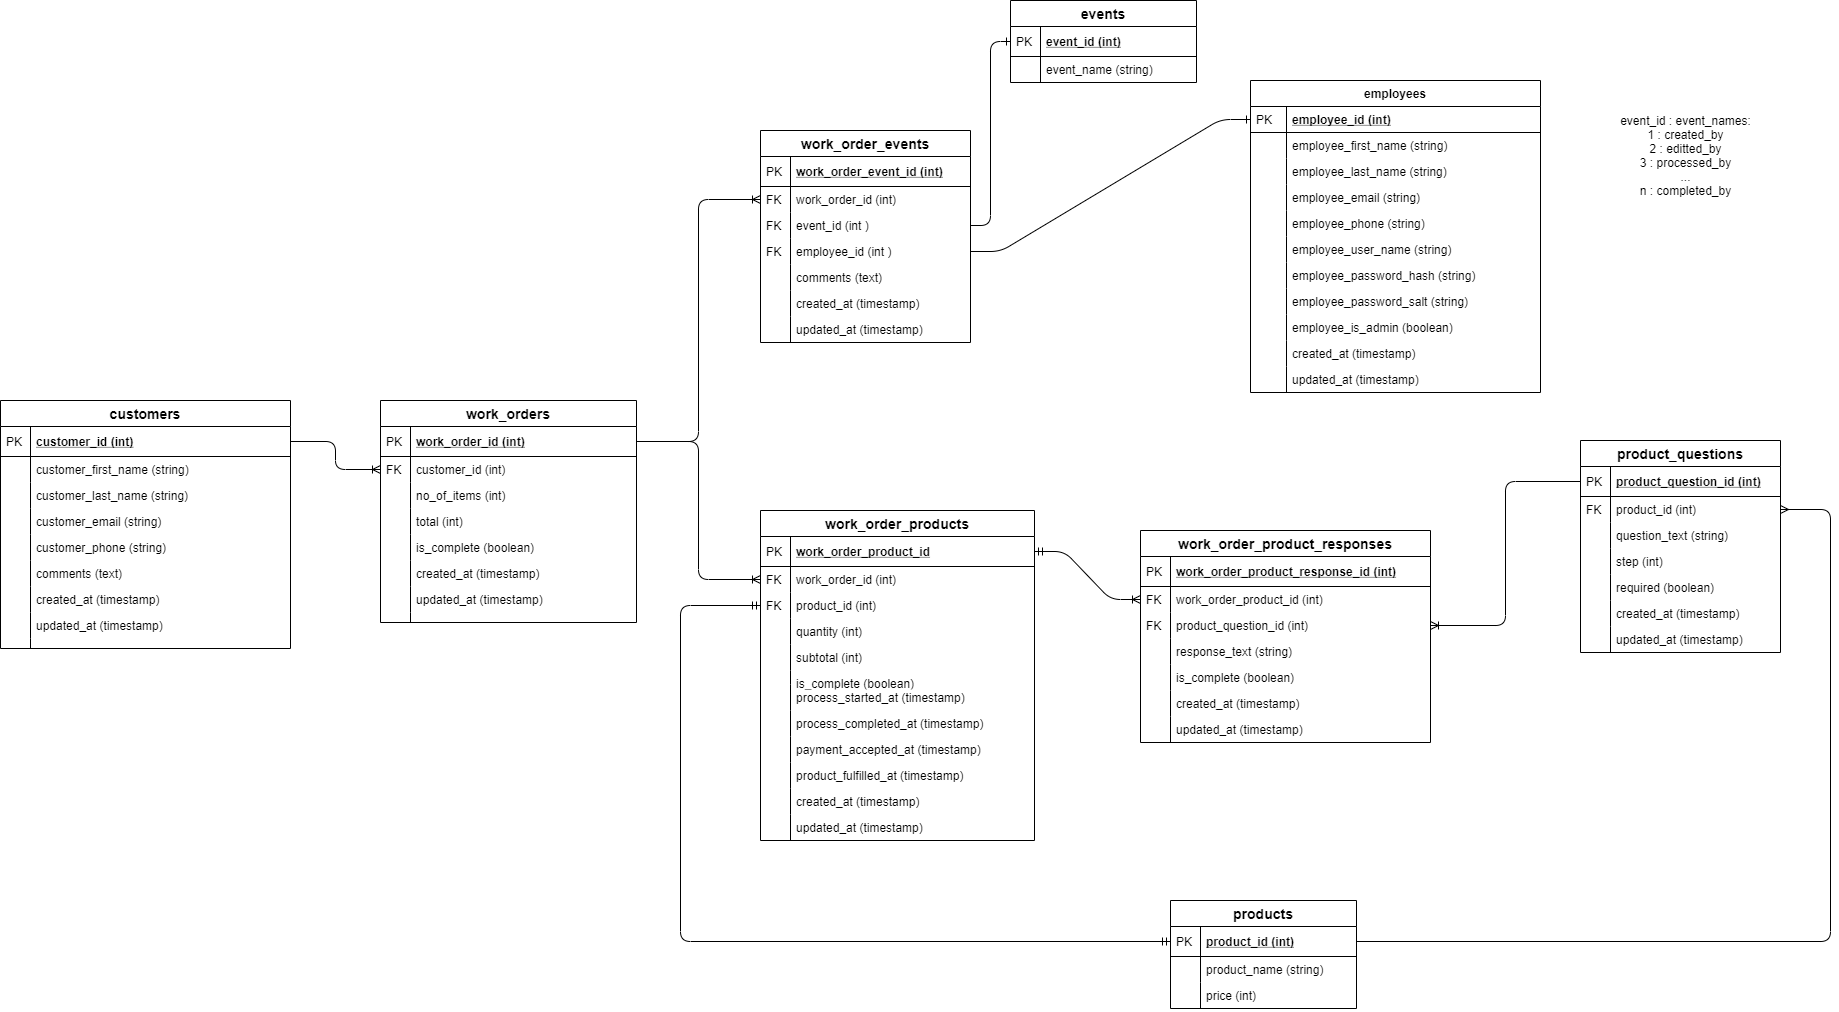 events
PK event_id (int)
event_name (string)
employees
PK employee_id (int)
employee_first_name (string)
employee_last_name (string)
employee_email (string)
employee_phone (string)
employee_user_name (string)
employee_password_hash (string)
employee_password_salt (string)
employee_is_admin (boolean)
created_at (timestamp)
updated_at (timestamp)
event_id : event_names:
1 : created_by
2 : editted_by
3 : processed_by
...
n : completed_by
work_order_events
PK work_order_event_id (int)
FK work_order_id (int)
FK event_id (int )
FK employee_id (int )
comments (text)
created_at (timestamp)
updated_at (timestamp)
customers
PK customer_id (int)
customer_first_name (string)
customer_last_name (string)
customer_email (string)
customer_phone (string)
comments (text)
created_at (timestamp)
updated_at (timestamp)
work_orders
PK work_order_id (int)
FK customer_id (int)
no_of_items (int)
total (int)
is_complete (boolean)
created_at (timestamp)
updated_at (timestamp)
work_order_products
PK work_order_product_id
FK work_order_id (int)
FK product_id (int)
quantity (int)
subtotal (int)
is_complete (boolean)
process_started_at (timestamp)
process_completed_at (timestamp)
payment_accepted_at (timestamp)
product_fulfilled_at (timestamp)
created_at (timestamp)
updated_at (timestamp)
work_order_product_responses
PK work_order_product_response_id (int)
FK work_order_product_id (int)
FK product_question_id (int)
response_text (string)
is_complete (boolean)
created_at (timestamp)
updated_at (timestamp)
product_questions
PK product_question_id (int)
FK product_id (int)
question_text (string)
step (int)
required (boolean)
created_at (timestamp)
updated_at (timestamp)
products
PK product_id (int)
product_name (string)
price (int)